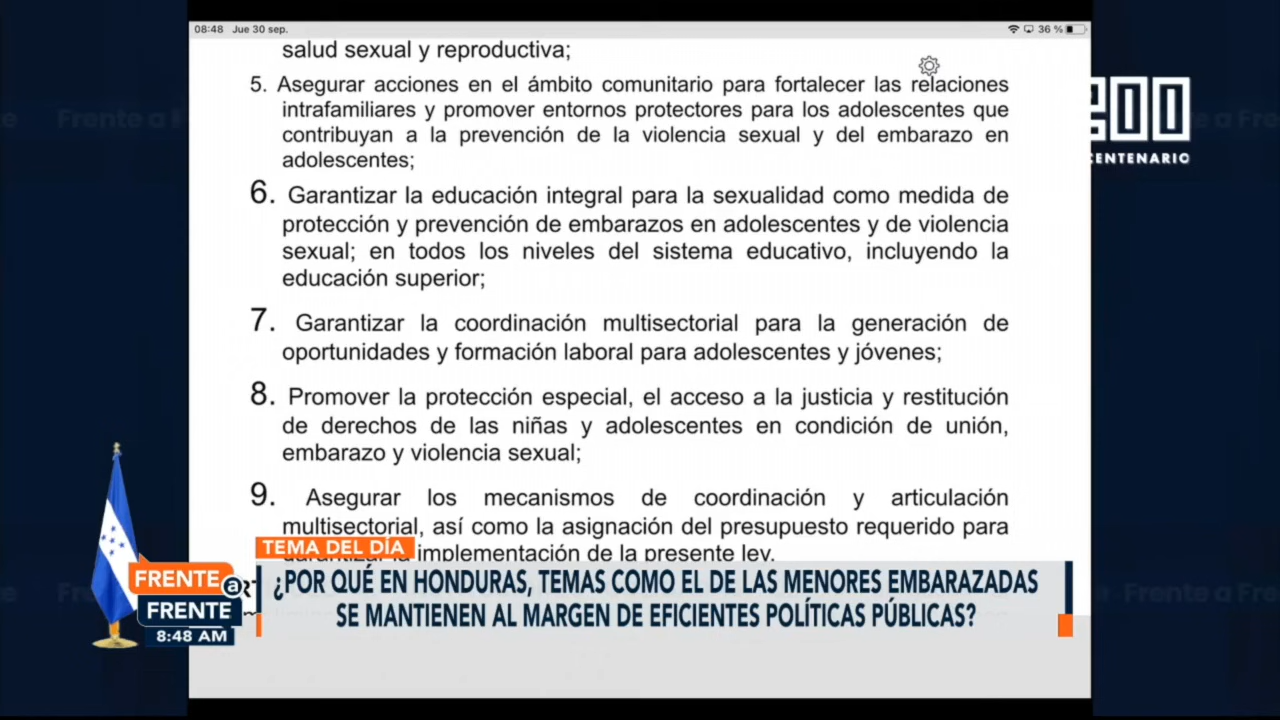 08:48 Jue 30 sep.
36 %
salud sexual y reproductiva;
5. Asegurar acciones en el ámbito comunitario para fortalecer las relaciones
intrafamiliares y promover entornos protectores para los adolescentes que
contribuyan a la prevención de la violencia sexual y del embarazo en
adolescentes;
6. Garantizar la educación integral para la sexualidad como medida de
protección y prevención de embarazos en adolescentes y de violencia
sexual; en todos los niveles del sistema educativo, incluyendo la
educación superior;
7. Garantizar la coordinación multisectorial para la generación de
oportunidades y formación laboral para adolescentes y jóvenes;
8. Promover la protección especial, el acceso a la justicia y restitución
de derechos de las niñas y adolescentes en condición de unión,
embarazo y violencia sexual;
9. Asegurar los mecanismos de coordinación y articulación
multisectorial, así como la asignación del presupuesto requerido para
garantizar la implementación de la presente ley.
200
CENTENARIO
TEMA DEL DÍA
¿POR QUÉ EN HONDURAS, TEMAS COMO EL DE LAS MENORES EMBARAZADAS
SE MANTIENEN AL MARGEN DE EFICIENTES POLÍTICAS PÚBLICAS?
FRENTE a
FRENTE
8:48 AM